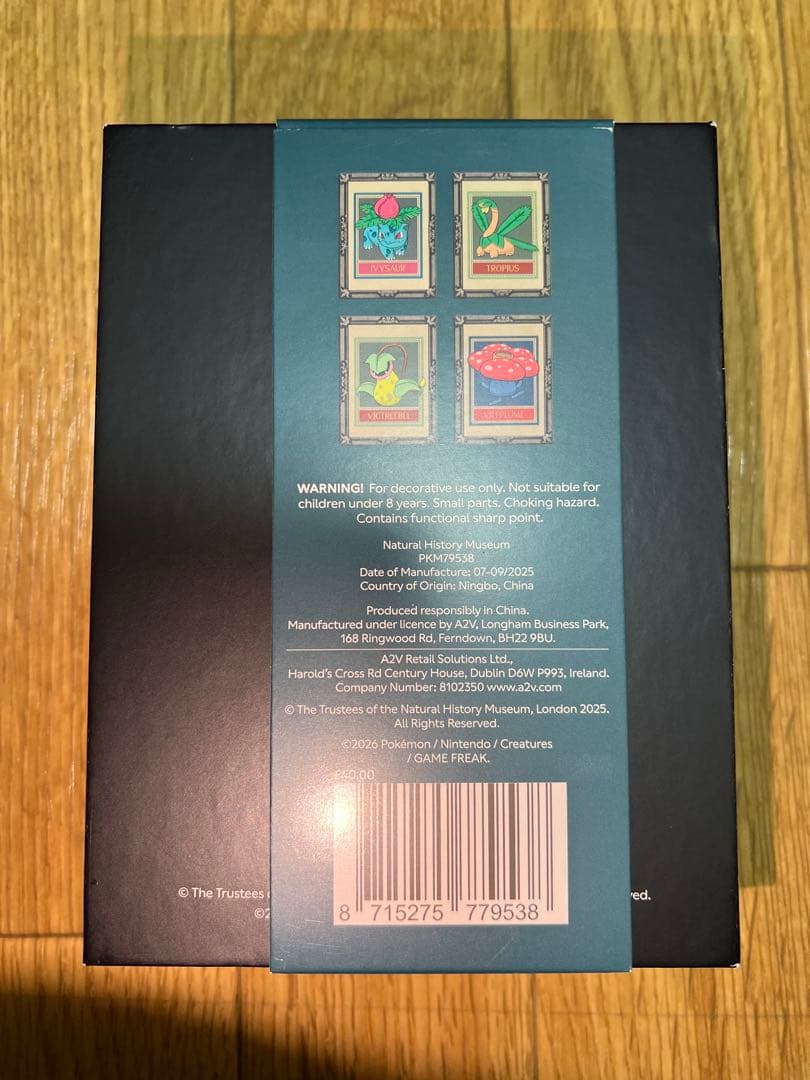 IVYSAUR
TROPIUS
VICTREEBEL
VILEPLUME
WARNING! For decorative use only. Not suitable for
children under 8 years. Small parts. Choking hazard.
Contains functional sharp point.
Natural History Museum
PKM79538
Date of Manufacture: 07-09/2025
Country of Origin: Ningbo, China
Produced responsibly in China.
Manufactured under licence by A2V, Longham Business Park,
168 Ringwood Rd, Ferndown, BH22 9BU.
A2V Retail Solutions Ltd.,
Harold's Cross Rd Century House, Dublin D6W P993, Ireland.
Company Number: 8102350 www.a2v.com
© The Trustees of the Natural History Museum, London 2025.
All Rights Reserved.
©2026 Pokémon / Nintendo / Creatures
/ GAME FREAK.
£40.00
8 715275 779538
© The Trustees
©2
ved.